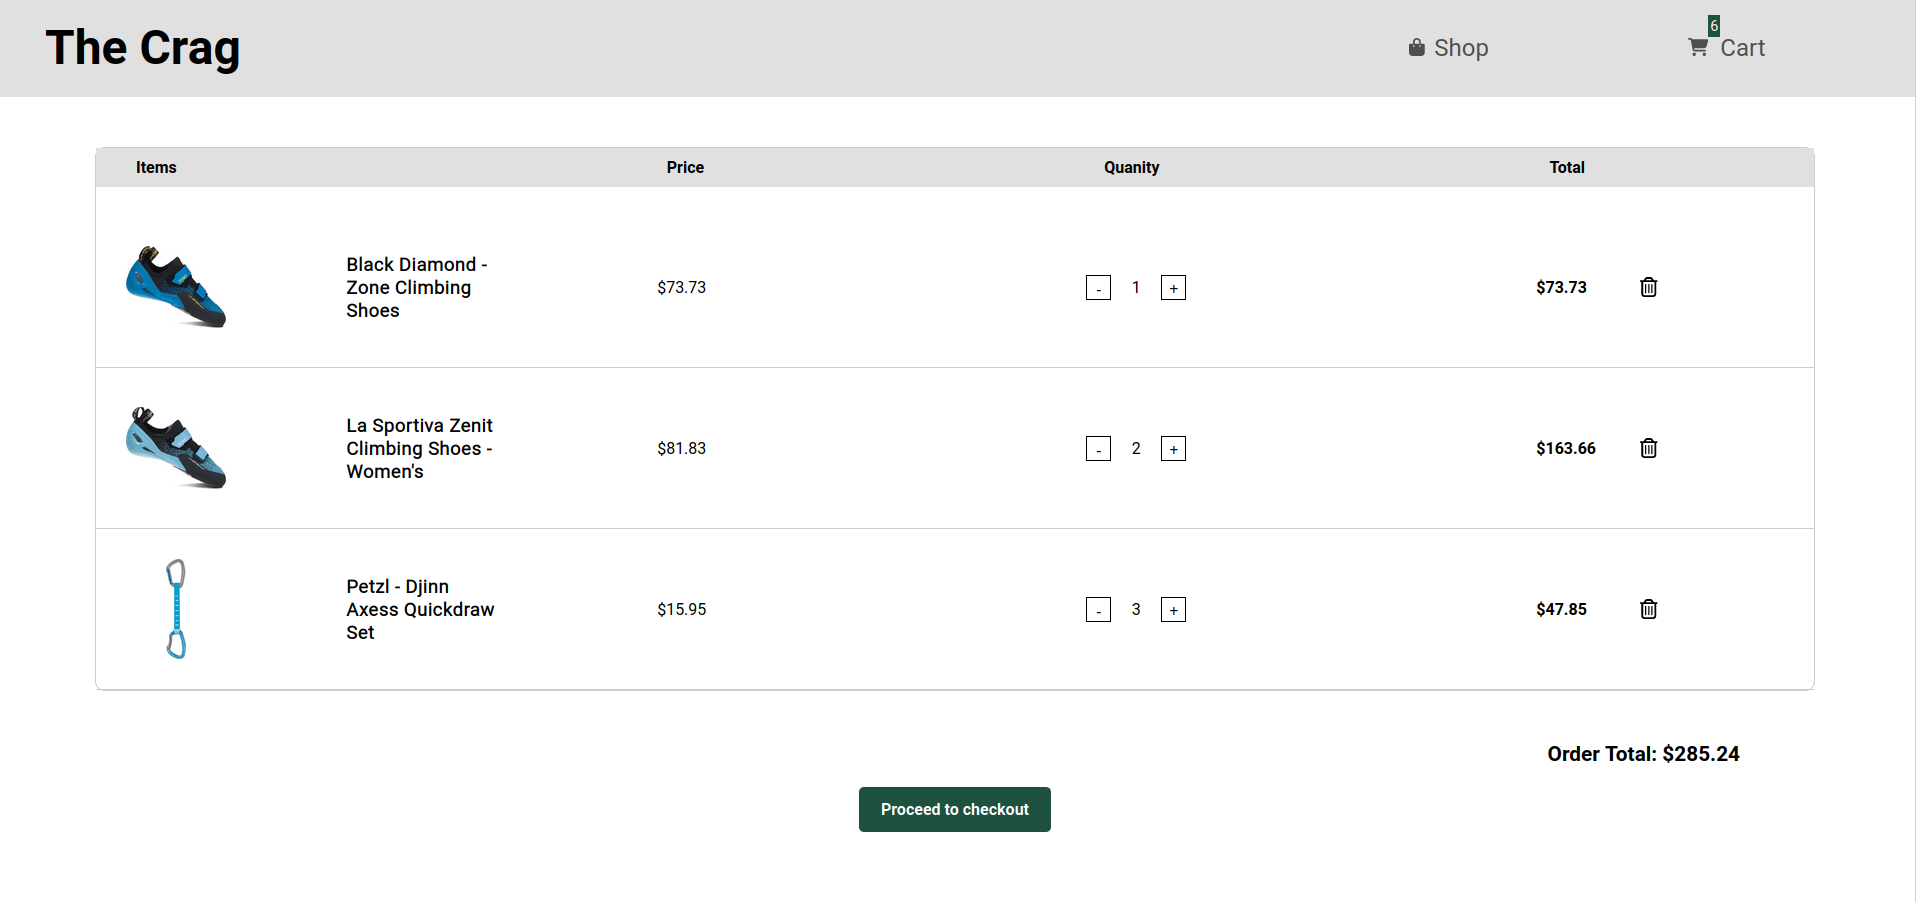 The Crag
Shop
6
Cart
Items Price Quanity Total
Black Diamond -
Zone Climbing
Shoes
$73.73
- 1 +
$73.73
La Sportiva Zenit
Climbing Shoes -
Women's
$81.83
- 2 +
$163.66
Petzl - Djinn
Axess Quickdraw
Set
$15.95
- 3 +
$47.85
Order Total: $285.24
Proceed to checkout